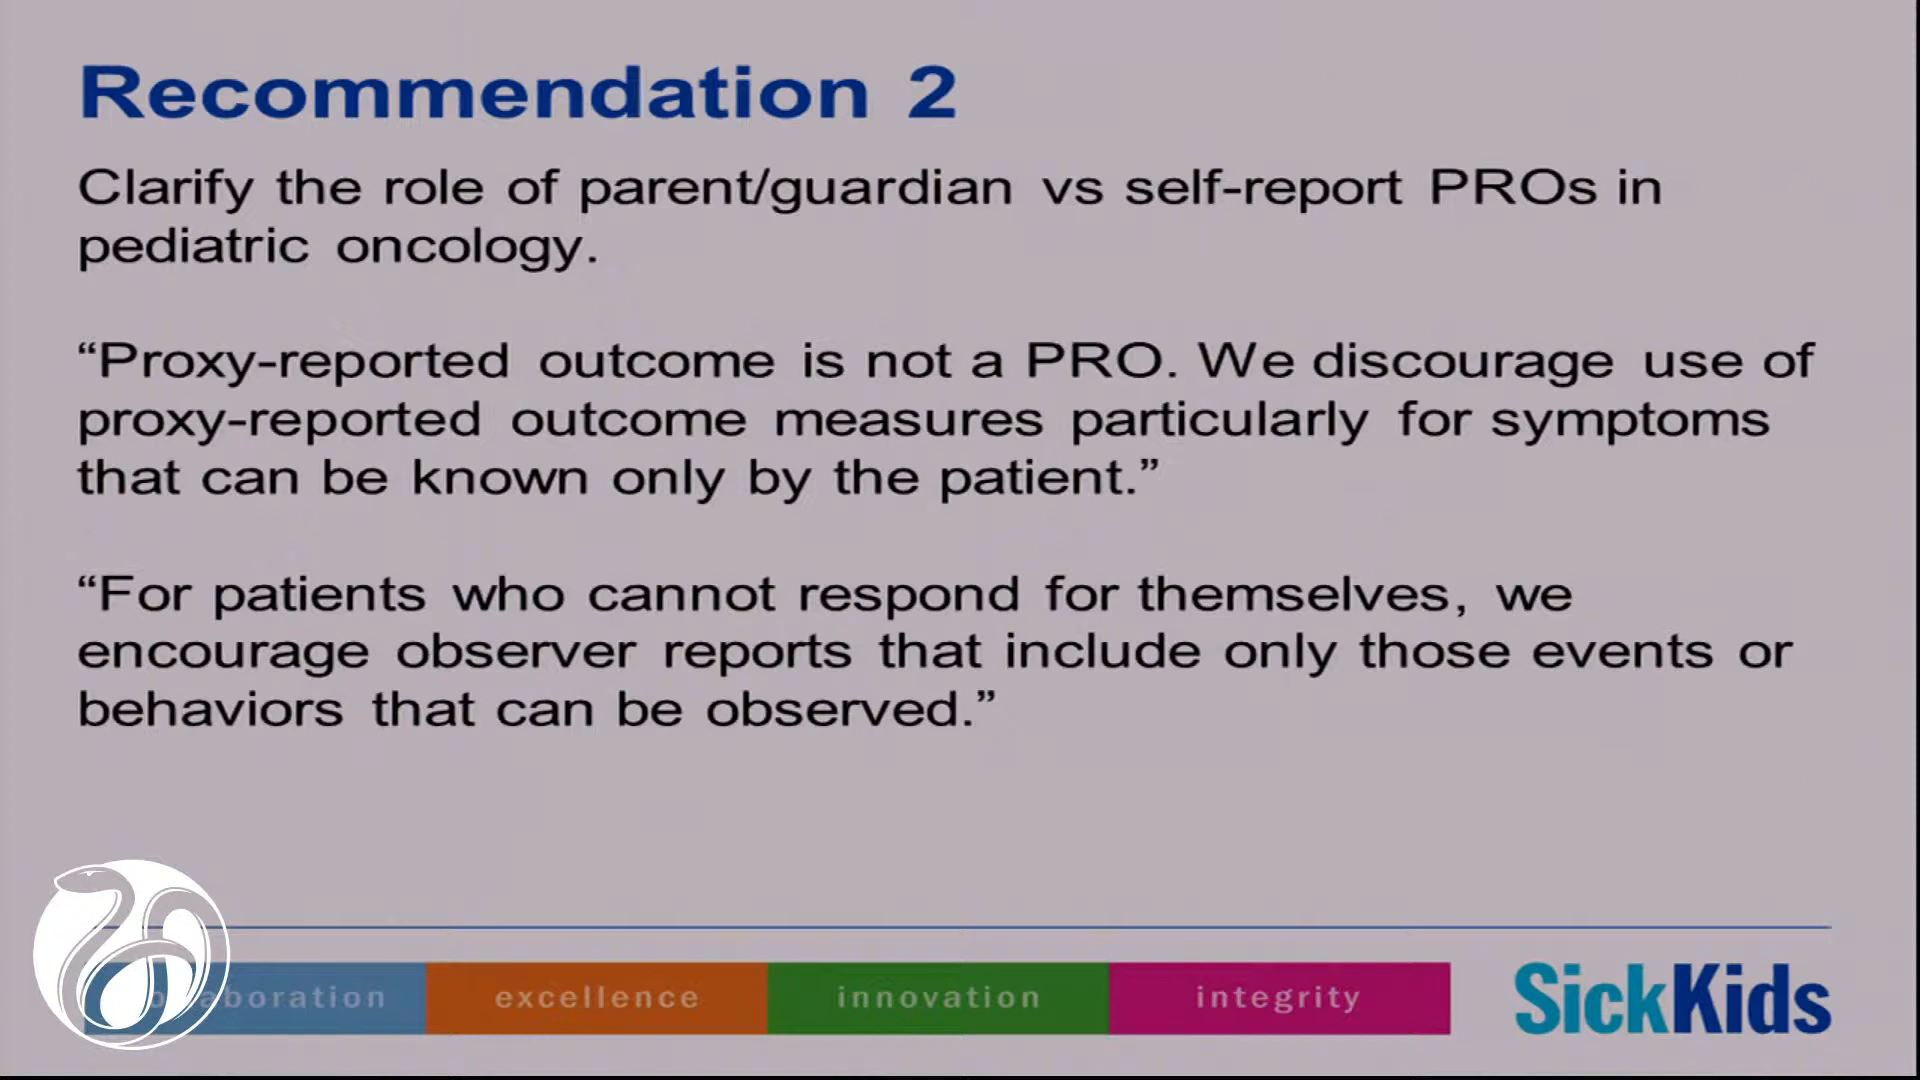 Recommendation 2
Clarify the role of parent/guardian vs self-report PROs in
pediatric oncology.
“Proxy-reported outcome is not a PRO. We discourage use of
proxy-reported outcome measures particularly for symptoms
that can be known only by the patient.”
“For patients who cannot respond for themselves, we
encourage observer reports that include only those events or
behaviors that can be observed.”
collaboration excellence innovation integrity
SickKids